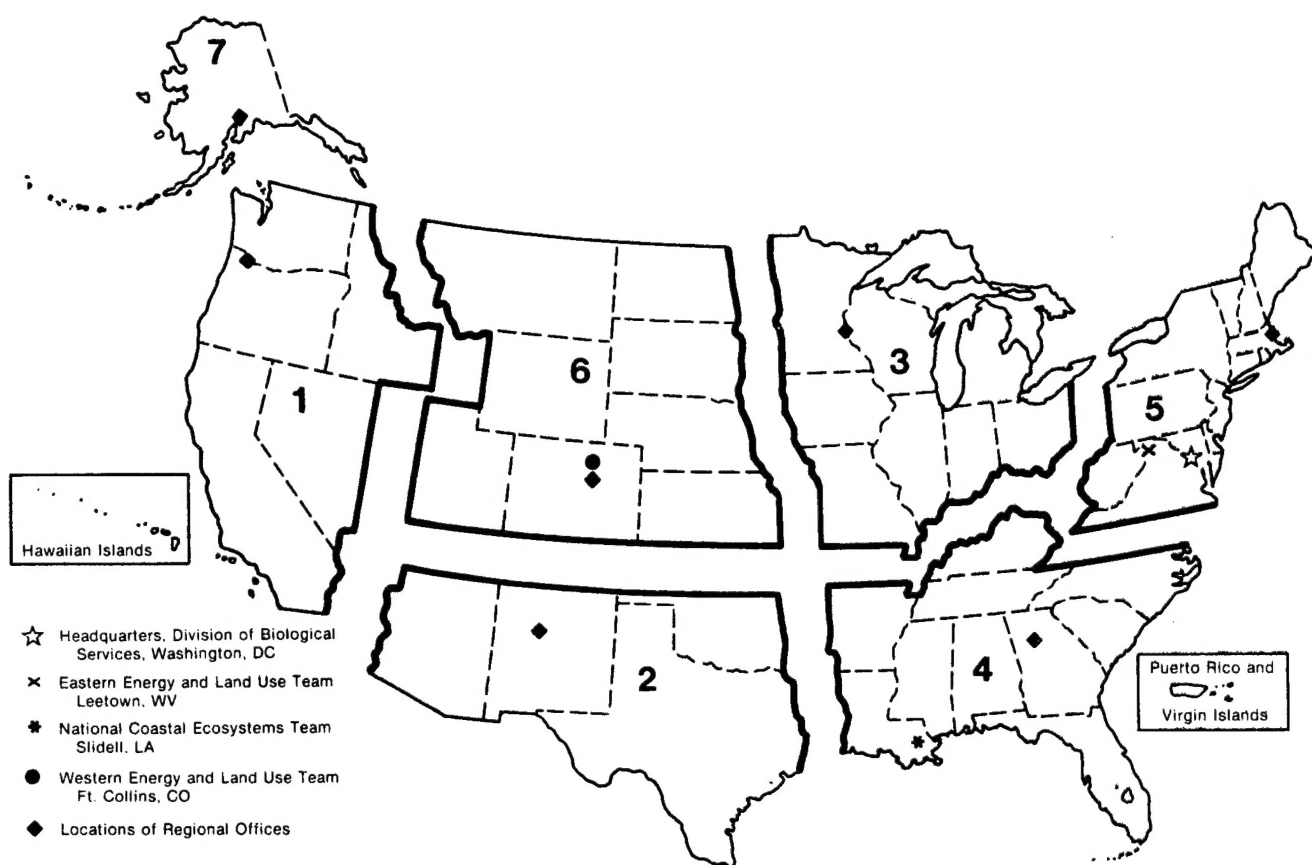 7
6
3
1
5
Hawaiian Islands
☆ Headquarters, Division of Biological
Services, Washington, DC
× Eastern Energy and Land Use Team
Leetown, WV
* National Coastal Ecosystems Team
Slidell, LA
● Western Energy and Land Use Team
Ft. Collins, CO
◆ Locations of Regional Offices
2
4
Puerto Rico and
Virgin Islands